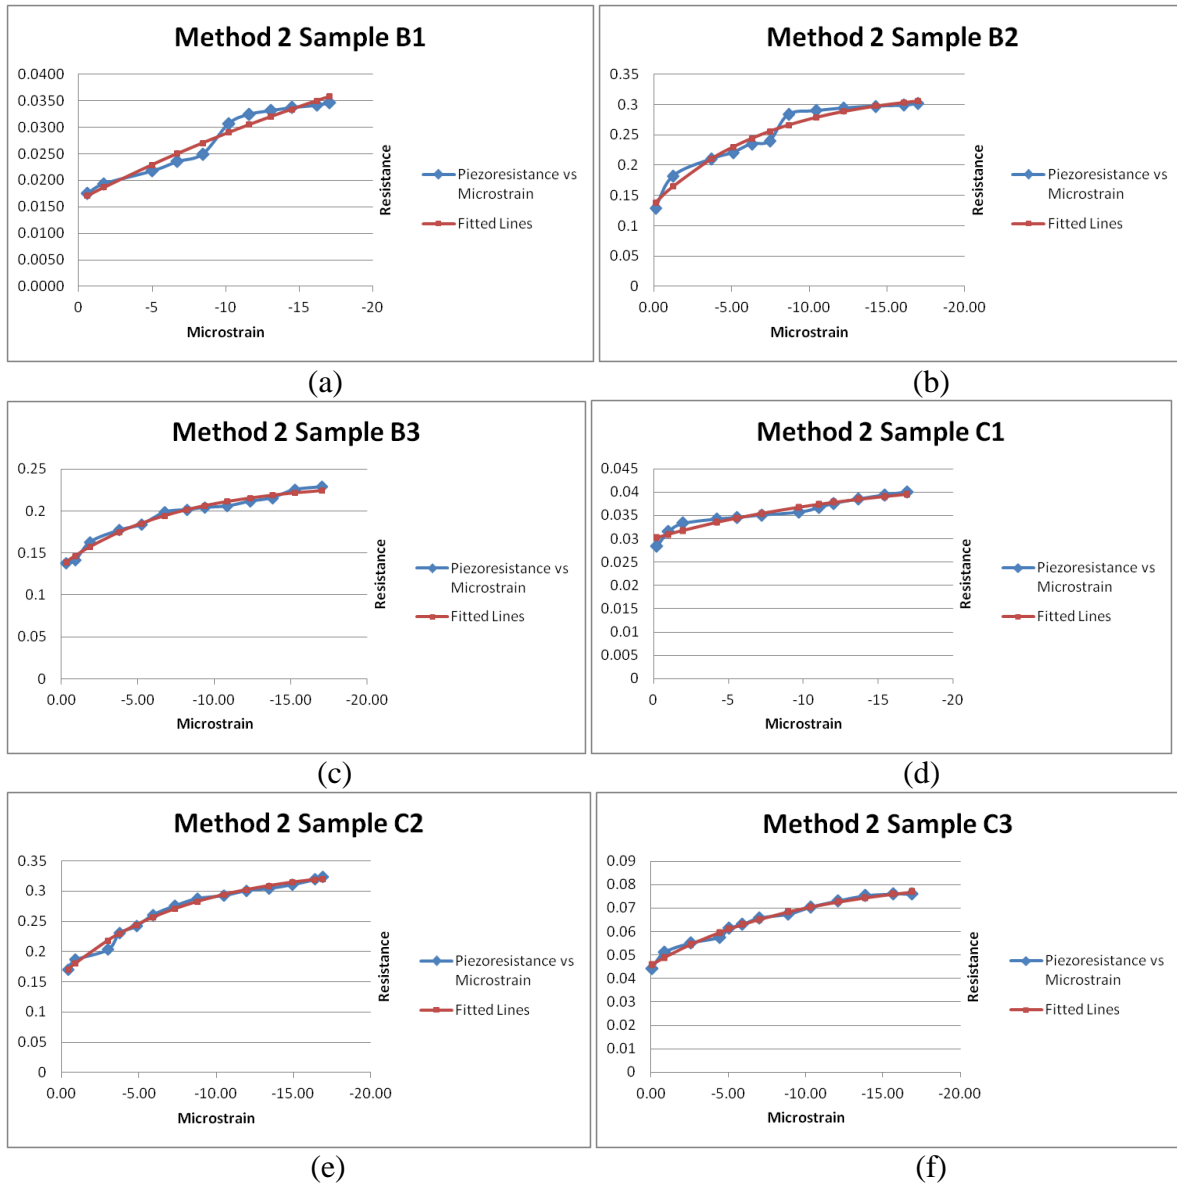 Method 2 Sample B1
0.0400
0.0350
0.0300
0.0250
0.0200
0.0150
0.0100
0.0050
0.0000
0 -5 -10 -15 -20
Microstrain
Resistance
Piezoresistance vs
Microstrain
Fitted Lines
(a)
Method 2 Sample B2
0.35
0.3
0.25
0.2
0.15
0.1
0.05
0
0.00 -5.00 -10.00 -15.00 -20.00
Microstrain
Resistance
Piezoresistance vs
Microstrain
Fitted Lines
(b)
Method 2 Sample B3
0.25
0.2
0.15
0.1
0.05
0
0.00 -5.00 -10.00 -15.00 -20.00
Microstrain
Resistance
Piezoresistance vs
Microstrain
Fitted Lines
(c)
Method 2 Sample C1
0.045
0.04
0.035
0.03
0.025
0.02
0.015
0.01
0.005
0
0 -5 -10 -15 -20
Microstrain
Resistance
Piezoresistance vs
Microstrain
Fitted Lines
(d)
Method 2 Sample C2
0.35
0.3
0.25
0.2
0.15
0.1
0.05
0
0.00 -5.00 -10.00 -15.00 -20.00
Microstrain
Resistance
Piezoresistance vs
Microstrain
Fitted Lines
(e)
Method 2 Sample C3
0.09
0.08
0.07
0.06
0.05
0.04
0.03
0.02
0.01
0
0.00 -5.00 -10.00 -15.00 -20.00
Microstrain
Resistance
Piezoresistance vs
Microstrain
Fitted Lines
(f)